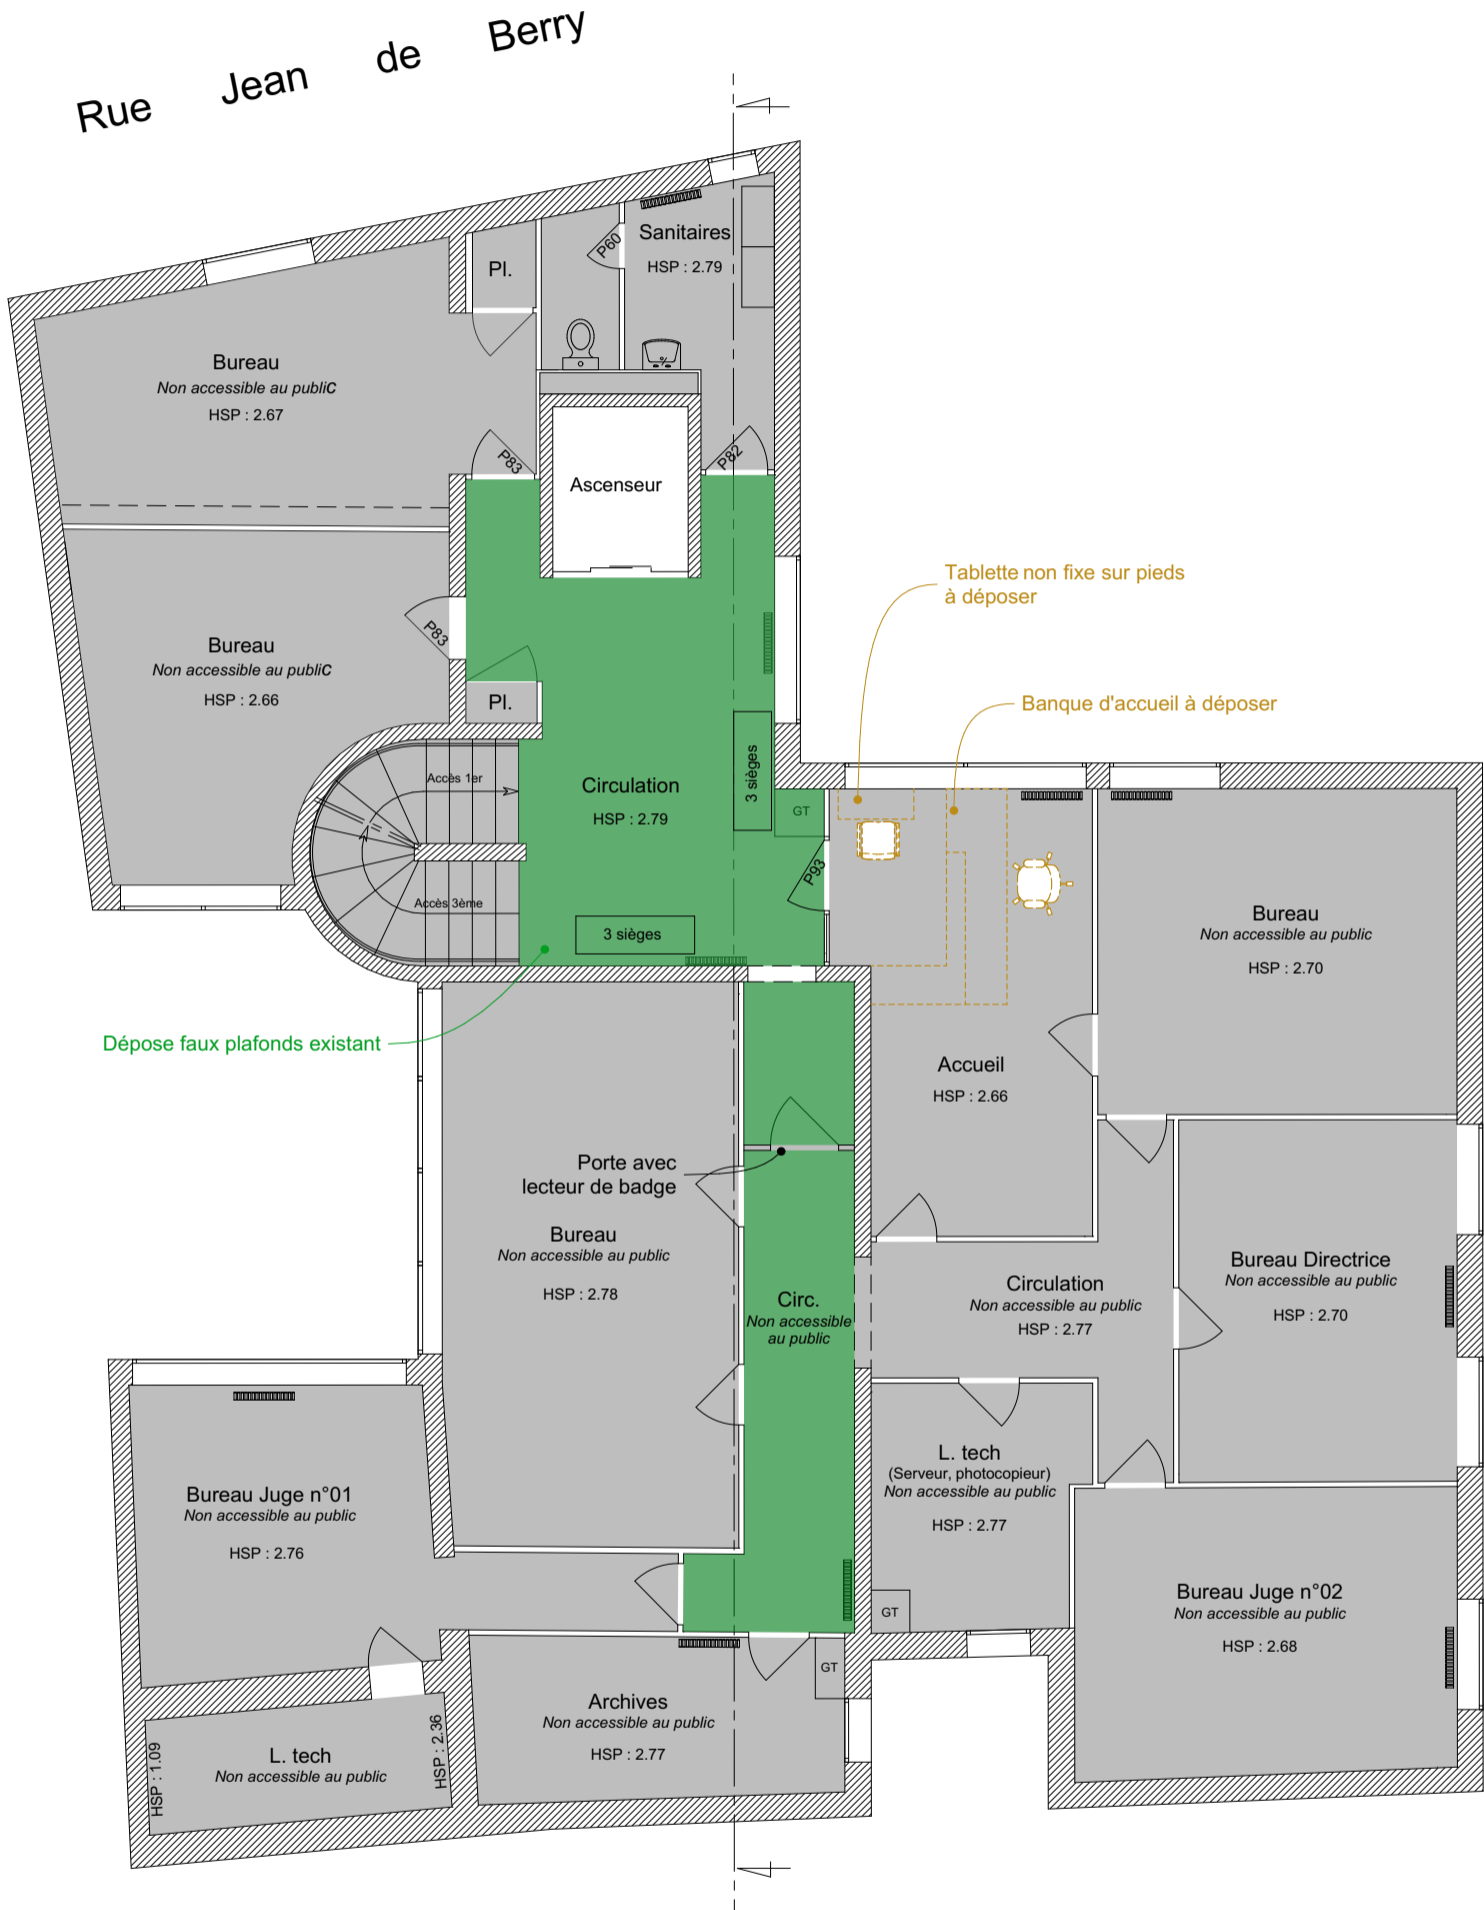 Rue Jean de Berry
Sanitaires
HSP : 2.79
P60
Pl.
Bureau
Non accessible au public
HSP : 2.67
P83
P82
Ascenseur
Tablette non fixe sur pieds
à déposer
Bureau
Non accessible au public
HSP : 2.66
P83
Pl.
Banque d'accueil à déposer
Accès 1er
Circulation
HSP : 2.79
3 sièges
GT
P93
Accès 3ème
3 sièges
Bureau
Non accessible au public
HSP : 2.70
Dépose faux plafonds existant
Accueil
HSP : 2.66
Porte avec
lecteur de badge
Bureau
Non accessible au public
HSP : 2.78
Circ.
Non accessible
au public
Circulation
Non accessible au public
HSP : 2.77
Bureau Directrice
Non accessible au public
HSP : 2.70
L. tech
(Serveur, photocopieur)
Non accessible au public
HSP : 2.77
GT
Bureau Juge n°01
Non accessible au public
HSP : 2.76
Bureau Juge n°02
Non accessible au public
HSP : 2.68
GT
Archives
Non accessible au public
HSP : 2.77
L. tech
Non accessible au public
HSP : 1.09
HSP : 2.36